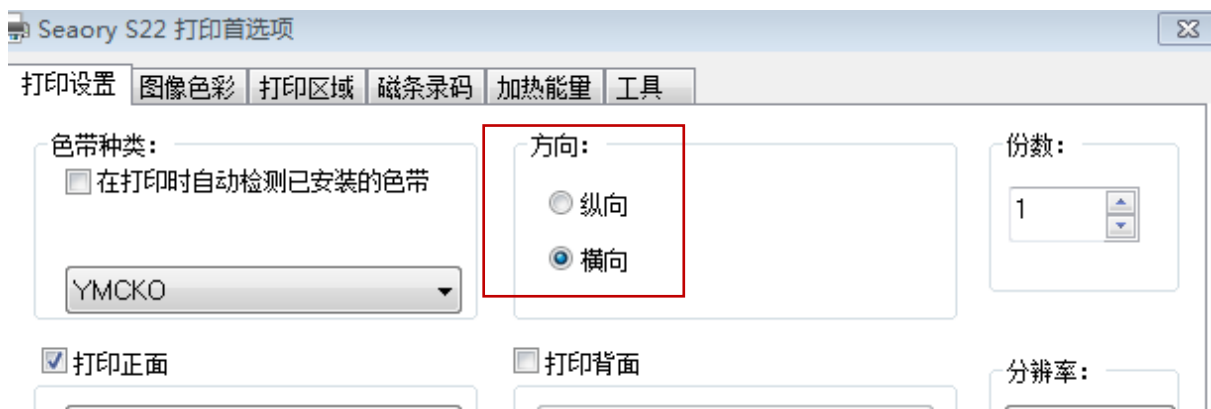 Seaory S22 打印首选项
打印设置 图像色彩 打印区域 磁条录码 加热能量 工具
色带种类: 方向: 份数:
在打印时自动检测已安装的色带
纵向
1
横向
YMCKO
打印正面 打印背面 分辨率: